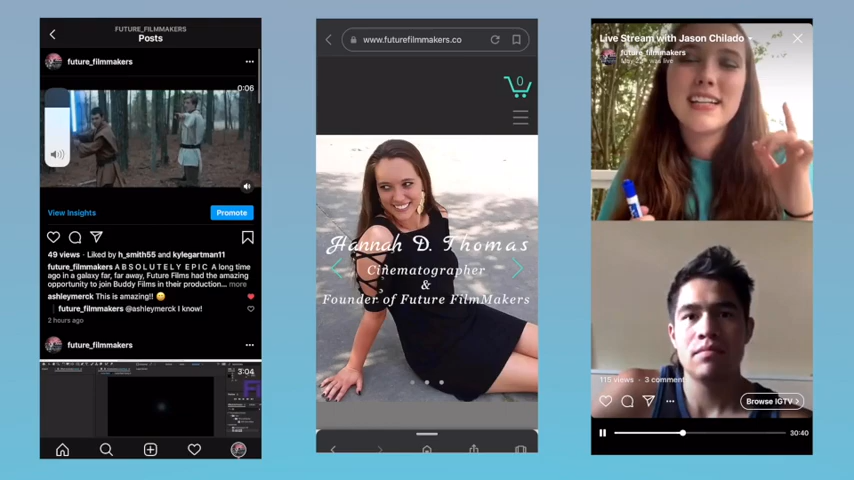 FUTURE_FILMMAKERS
Posts
future_filmmakers
0:06
View Insights
Promote
49 views · Liked by h_smith55 and kylegartman11
future_filmmakers A B S O L U T E L Y E P I C A long
time ago in a galaxy far, far away, Future Films had the amazing
opportunity to join Buddy Films in their production... more
ashleymerck This is amazing!! 😀
future_filmmakers @ashleymerck I know!
2 hours ago
future_filmmakers
3:04
www.futurefilmmakers.co
0
Hannah D. Thomas
Cinematographer
&
Founder of Future FilmMakers
Live Stream with Jason Chilado
future_filmmakers
was live
115 views · 3 comment
Browse IGTV
30:40